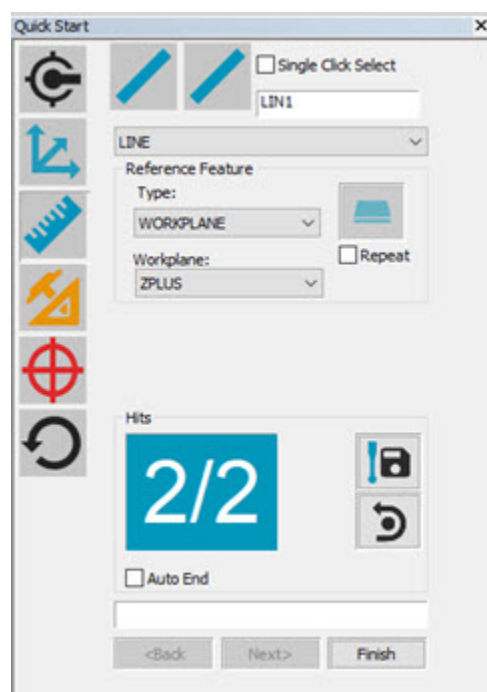 Quick Start
Single Click Select
LIN1
LINE
Reference Feature
Type:
WORKPLANE
Workplane:
Repeat
ZPLUS
Hits
2/2
Auto End
<Back Next> Finish